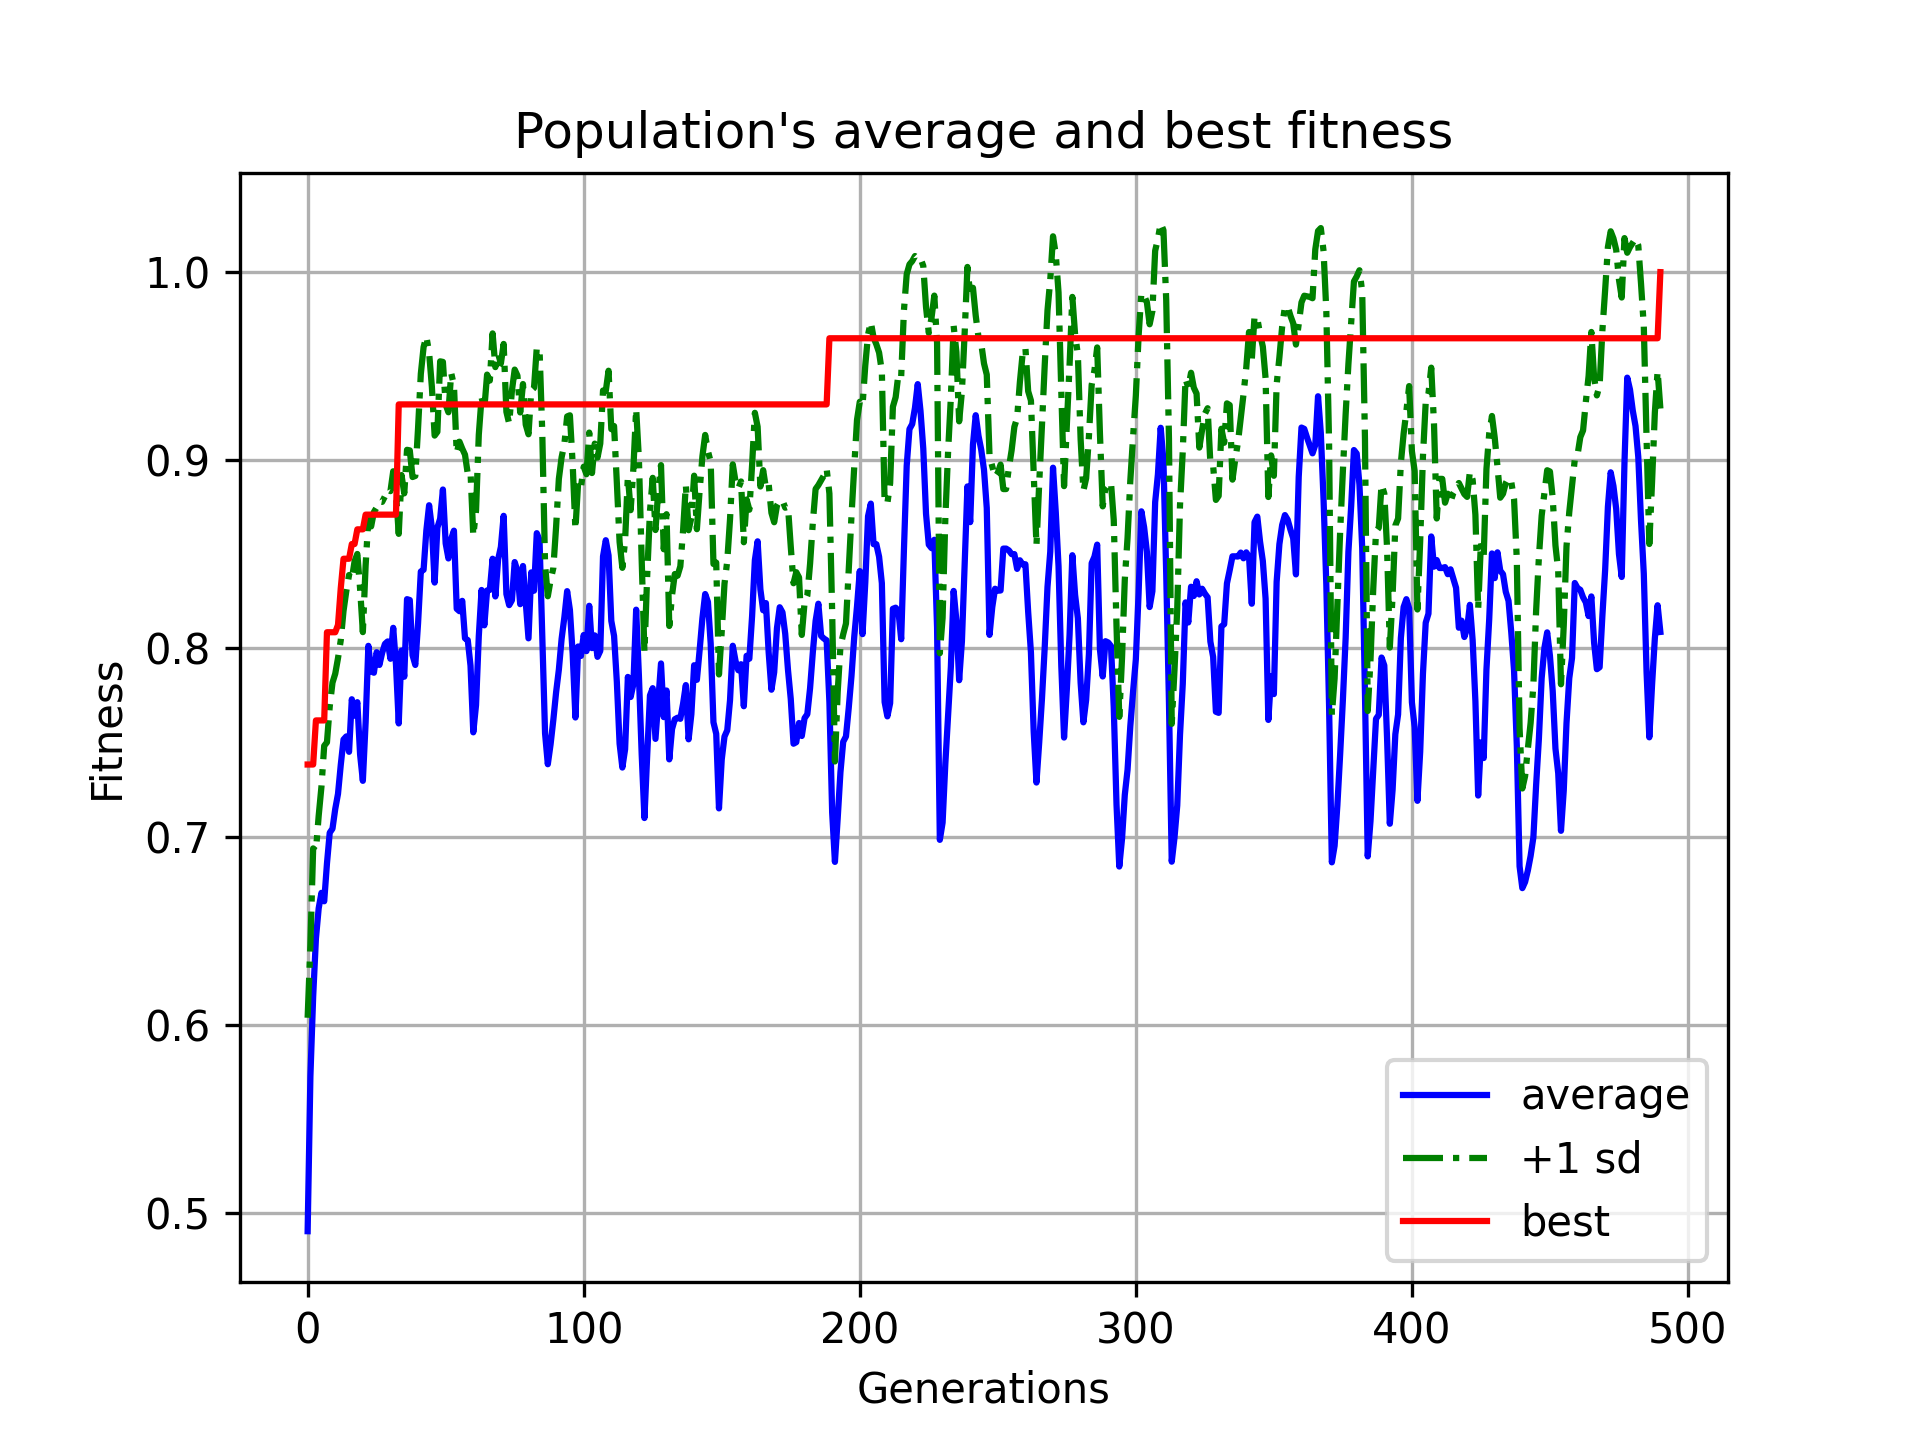 Population's average and best fitness
Fitness
1.0
0.9
0.8
0.7
0.6
0.5
0 100 200 300 400 500
Generations
average
+1 sd
best